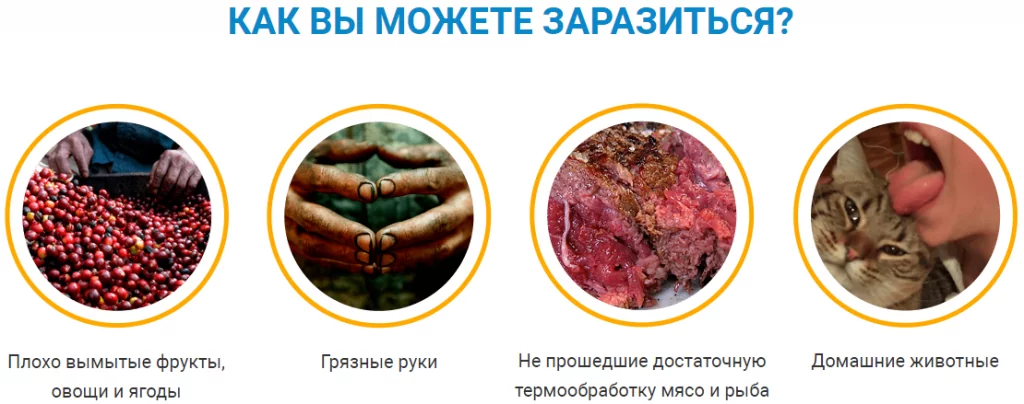 КАК ВЫ МОЖЕТЕ ЗАРАЗИТЬСЯ?
Плохо вымытые фрукты,
овощи и ягоды
Грязные руки
Не прошедшие достаточную
термообработку мясо и рыба
Домашние животные